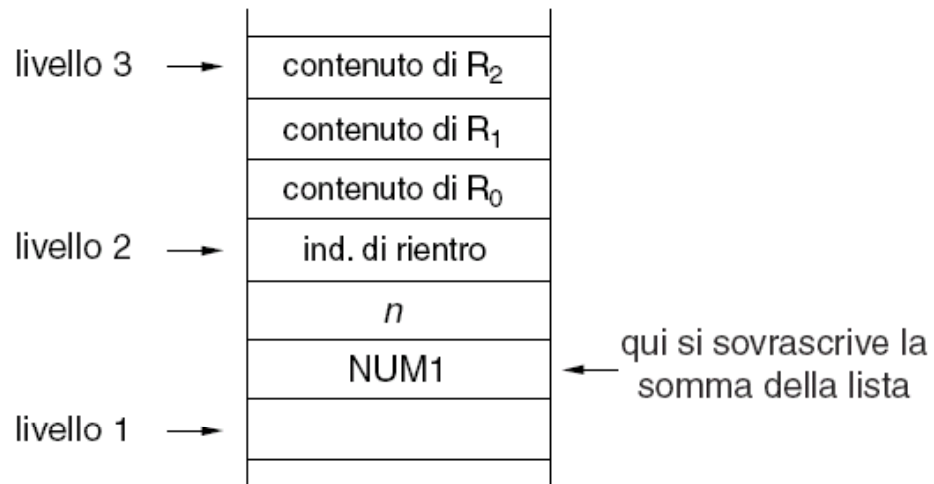 livello 3
contenuto di R2
contenuto di R1
contenuto di R0
livello 2
ind. di rientro
n
NUM1
qui si sovrascrive la
somma della lista
livello 1